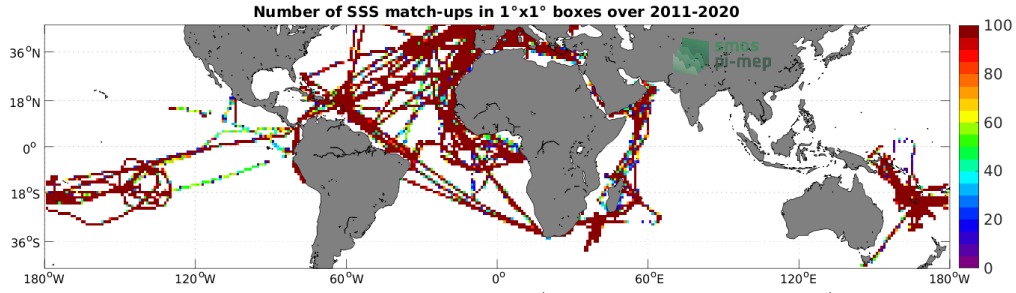 Number of SSS match-ups in 1°x1° boxes over 2011-2020
smos
pi-mep
36°N
18°N
0°
18°S
36°S
180°W
120°W
60°W
0°
60°E
120°E
180°W
100
80
60
40
20
0